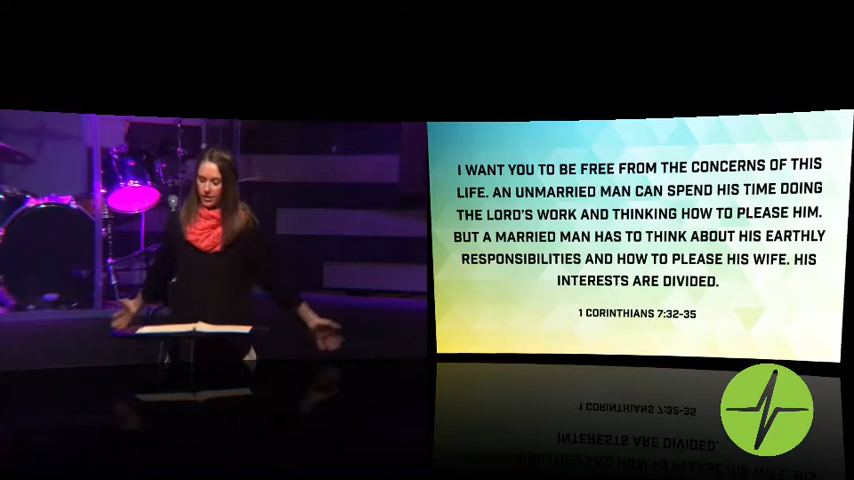 I WANT YOU TO BE FREE FROM THE CONCERNS OF THIS
LIFE. AN UNMARRIED MAN CAN SPEND HIS TIME DOING
THE LORD'S WORK AND THINKING HOW TO PLEASE HIM.
BUT A MARRIED MAN HAS TO THINK ABOUT HIS EARTHLY
RESPONSIBILITIES AND HOW TO PLEASE HIS WIFE. HIS
INTERESTS ARE DIVIDED.
1 CORINTHIANS 7:32-35